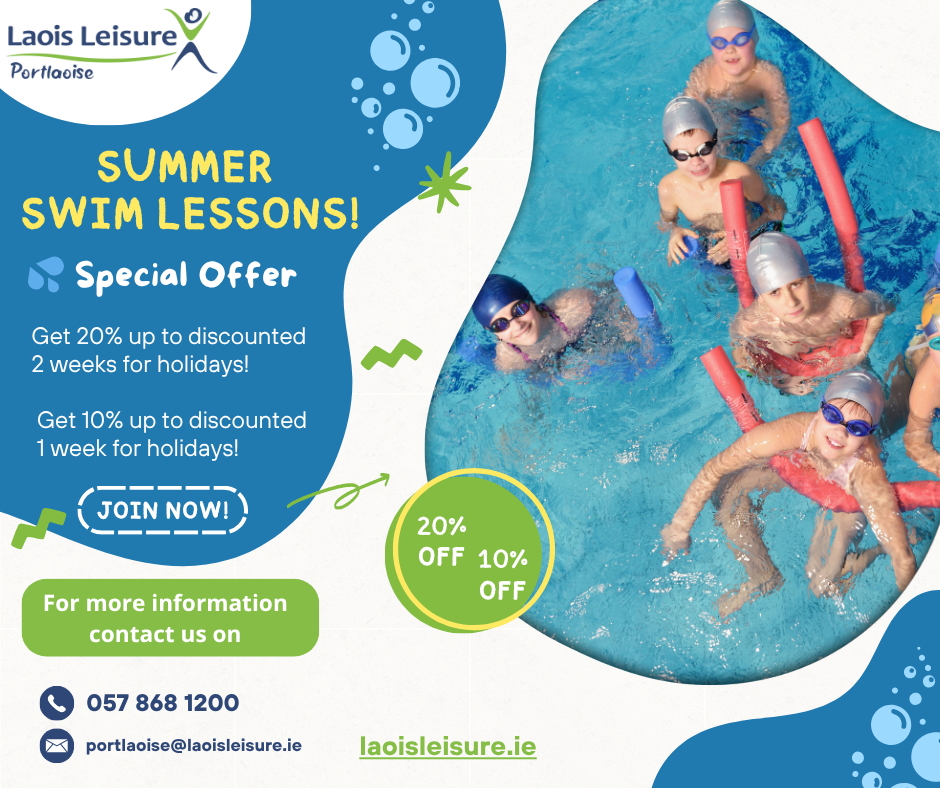 Laois Leisure
Portlaoise
SUMMER
SWIM LESSONS!
Special Offer
Get 20% up to discounted
2 weeks for holidays!
Get 10% up to discounted
1 week for holidays!
JOIN NOW!
20%
OFF
10%
OFF
For more information
contact us on
057 868 1200
portlaoise@laoisleisure.ie
laoisleisure.ie